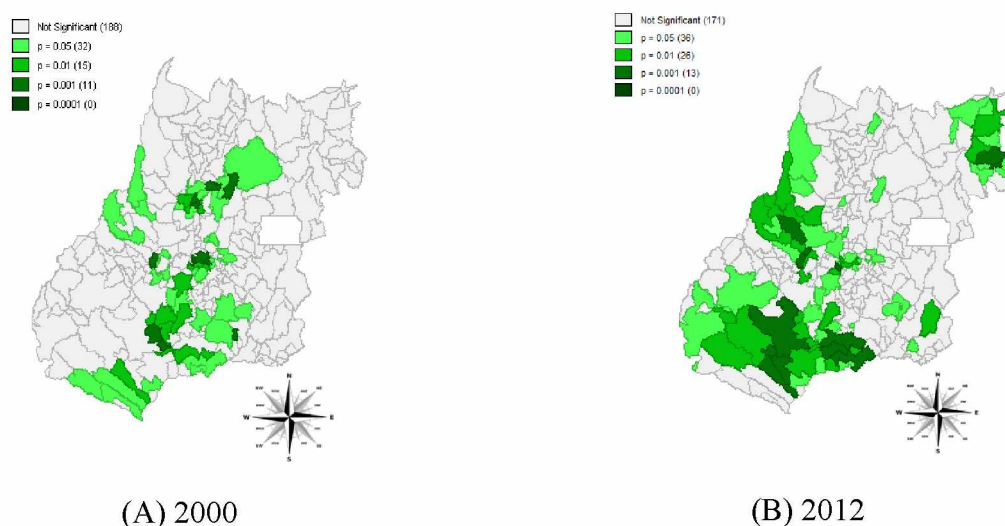 Not Significant (188)
p = 0.05 (32)
p = 0.01 (15)
p = 0.001 (11)
p = 0.0001 (0)
N
W
E
S
(A) 2000
Not Significant (171)
p = 0.05 (36)
p = 0.01 (26)
p = 0.001 (13)
p = 0.0001 (0)
N
W
E
S
(B) 2012